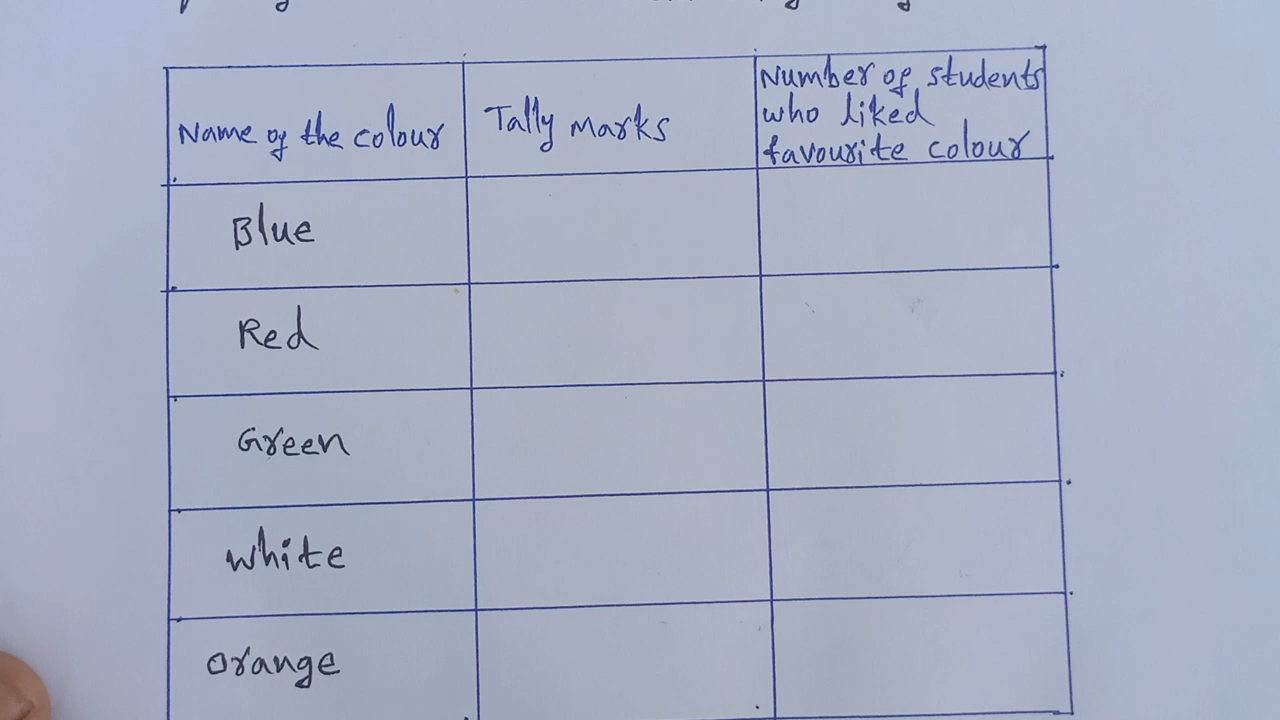 Name of the colour
Tally marks
Number of students
who liked
favourite colour
Blue
Red
Green
White
Orange